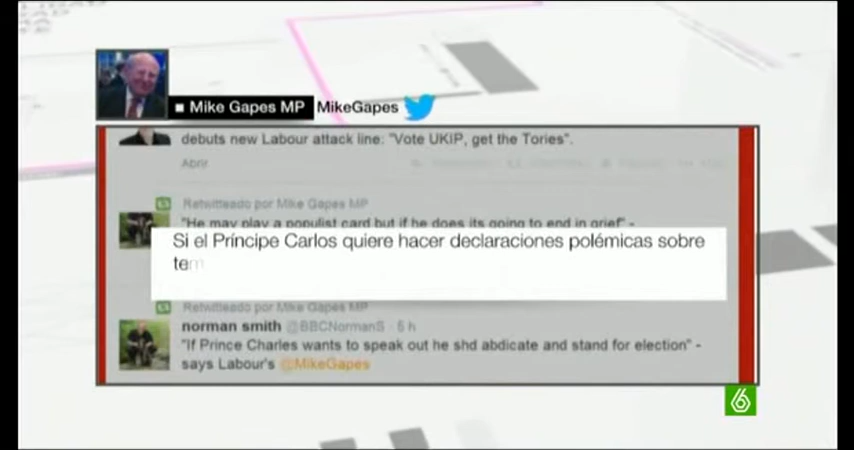 Mike Gapes MP MikeGapes
debuts new Labour attack line: "Vote UKIP, get the Tories".
Abrir
Retwitteado por Mike Gapes MP
"He may play a populist card but if he does its going to end in grief" -
Si el Príncipe Carlos quiere hacer declaraciones polémicas sobre
tem
Retwitteado por Mike Gapes MP
norman smith @BBCNormanS · 6 h
"If Prince Charles wants to speak out he shd abdicate and stand for election" -
says Labour's @MikeGapes
6